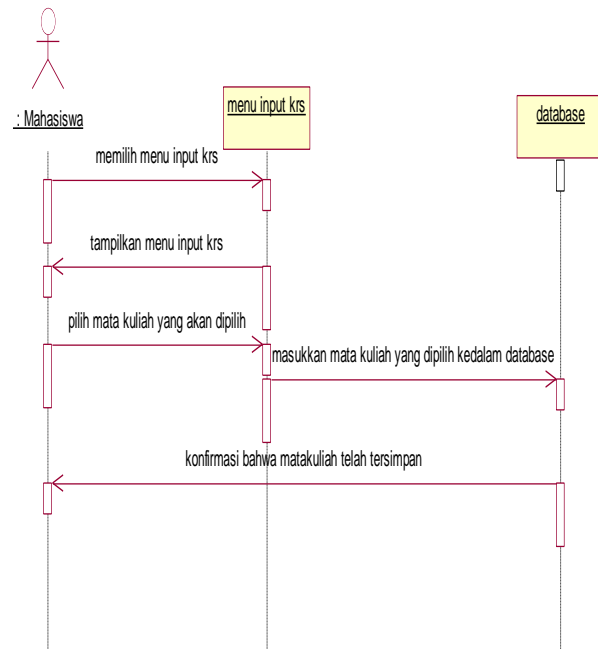 : Mahasiswa
menu input krs
database
memilih menu input krs
tampilkan menu input krs
pilih mata kuliah yang akan dipilih
masukkan mata kuliah yang dipilih kedalam database
konfirmasi bahwa matakuliah telah tersimpan